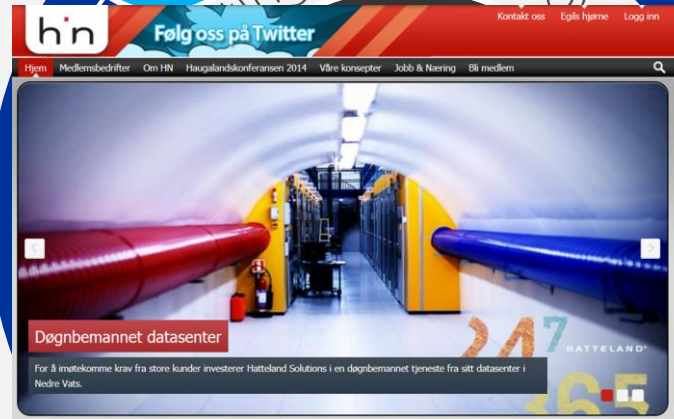 h n
Følg oss på Twitter
Kontakt oss Egils hjørne Logg inn
Hjem Medlemsbedrifter Om HN Haugalandskonferansen 2014 Våre konsepter Jobb & Næring Bli medlem
Døgnbemannet datasenter
For å imøtekomme krav fra store kunder investerer Hatteland Solutions i en døgnbemannet tjeneste fra sitt datasenter i
Nedre Vats.
24 7
HATTELAND®
365